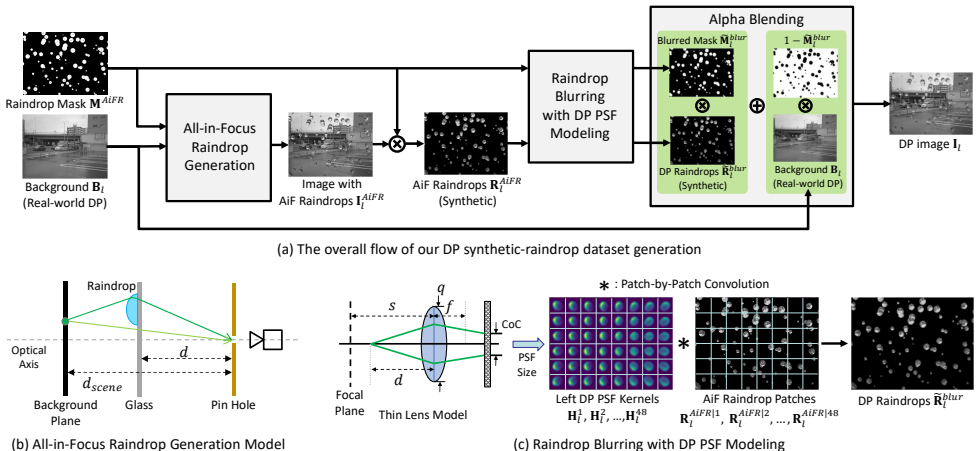 Alpha Blending
Blurred Mask M̃_l^blur
1 − M̃_l^blur
Raindrop Mask M^AiFR
All-in-Focus
Raindrop
Generation
Raindrop
Blurring
with DP PSF
Modeling
Background B_l
(Real-world DP)
Image with
AiF Raindrops I_l^AiFR
AiF Raindrops R_l^AiFR
(Synthetic)
DP Raindrops R̃_l^blur
(Synthetic)
Background B_l
(Real-world DP)
DP image I_l
(a) The overall flow of our DP synthetic-raindrop dataset generation
Raindrop
Optical
Axis
d
d_scene
Background
Plane
Glass
Pin Hole
(b) All-in-Focus Raindrop Generation Model
q
s
f
CoC
d
Focal
Plane
Thin Lens Model
PSF
Size
* : Patch-by-Patch Convolution
*
Left DP PSF Kernels
H_l^1, H_l^2, …, H_l^48
AiF Raindrop Patches
R_l^AiFR|1, R_l^AiFR|2, …, R_l^AiFR|48
DP Raindrops R̃_l^blur
(c) Raindrop Blurring with DP PSF Modeling